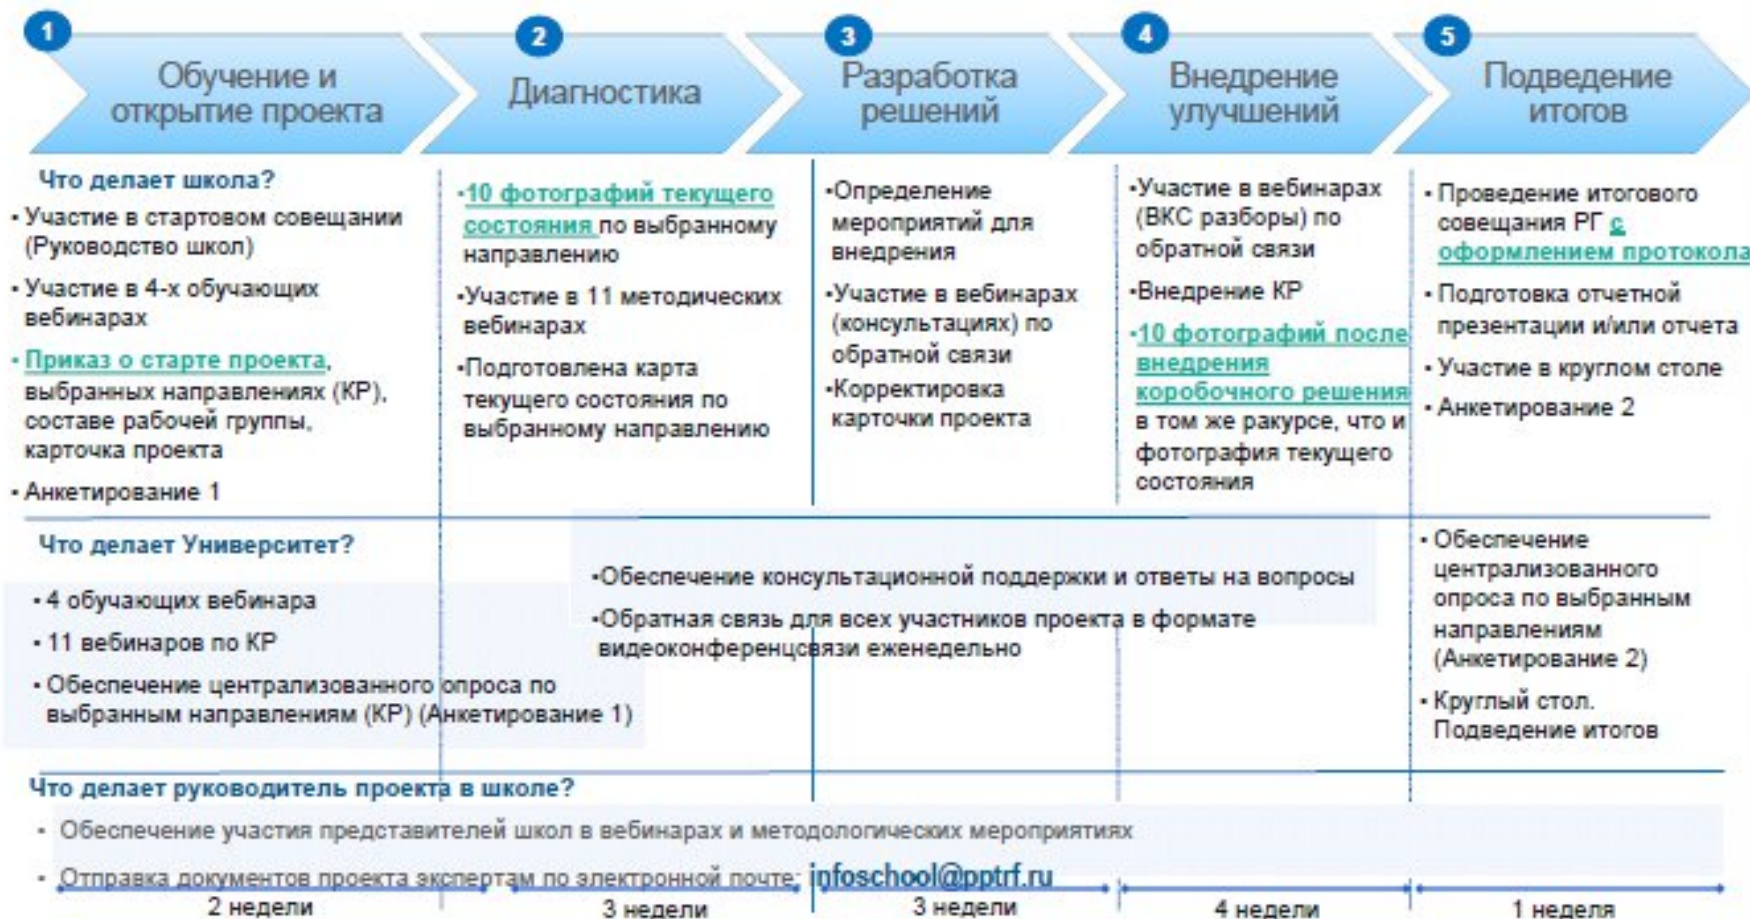 1
Обучение и
открытие проекта
2
Диагностика
3
Разработка
решений
4
Внедрение
улучшений
5
Подведение
итогов
Что делает школа?
• Участие в стартовом совещании
(Руководство школ)
• Участие в 4-х обучающих
вебинарах
• Приказ о старте проекта,
выбранных направлениях (КР),
составе рабочей группы,
карточка проекта
• Анкетирование 1
•10 фотографий текущего
состояния по выбранному
направлению
•Участие в 11 методических
вебинарах
•Подготовлена карта
текущего состояния по
выбранному направлению
•Определение
мероприятий для
внедрения
•Участие в вебинарах
(консультациях) по
обратной связи
•Корректировка
карточки проекта
•Участие в вебинарах
(ВКС разборы) по
обратной связи
•Внедрение КР
•10 фотографий после
внедрения
коробочного решения
в том же ракурсе, что и
фотография текущего
состояния
• Проведение итогового
совещания РГ с
оформлением протокола
• Подготовка отчетной
презентации и/или отчета
• Участие в круглом столе
• Анкетирование 2
Что делает Университет?
• 4 обучающих вебинара
• 11 вебинаров по КР
• Обеспечение централизованного опроса по
выбранным направлениям (КР) (Анкетирование 1)
•Обеспечение консультационной поддержки и ответы на вопросы
•Обратная связь для всех участников проекта в формате
видеоконференцсвязи еженедельно
• Обеспечение
централизованного
опроса по выбранным
направлениям
(Анкетирование 2)
• Круглый стол.
Подведение итогов
Что делает руководитель проекта в школе?
• Обеспечение участия представителей школ в вебинарах и методологических мероприятиях
• Отправка документов проекта экспертам по электронной почте: infoschool@pptrf.ru
2 недели
3 недели
3 недели
4 недели
1 неделя